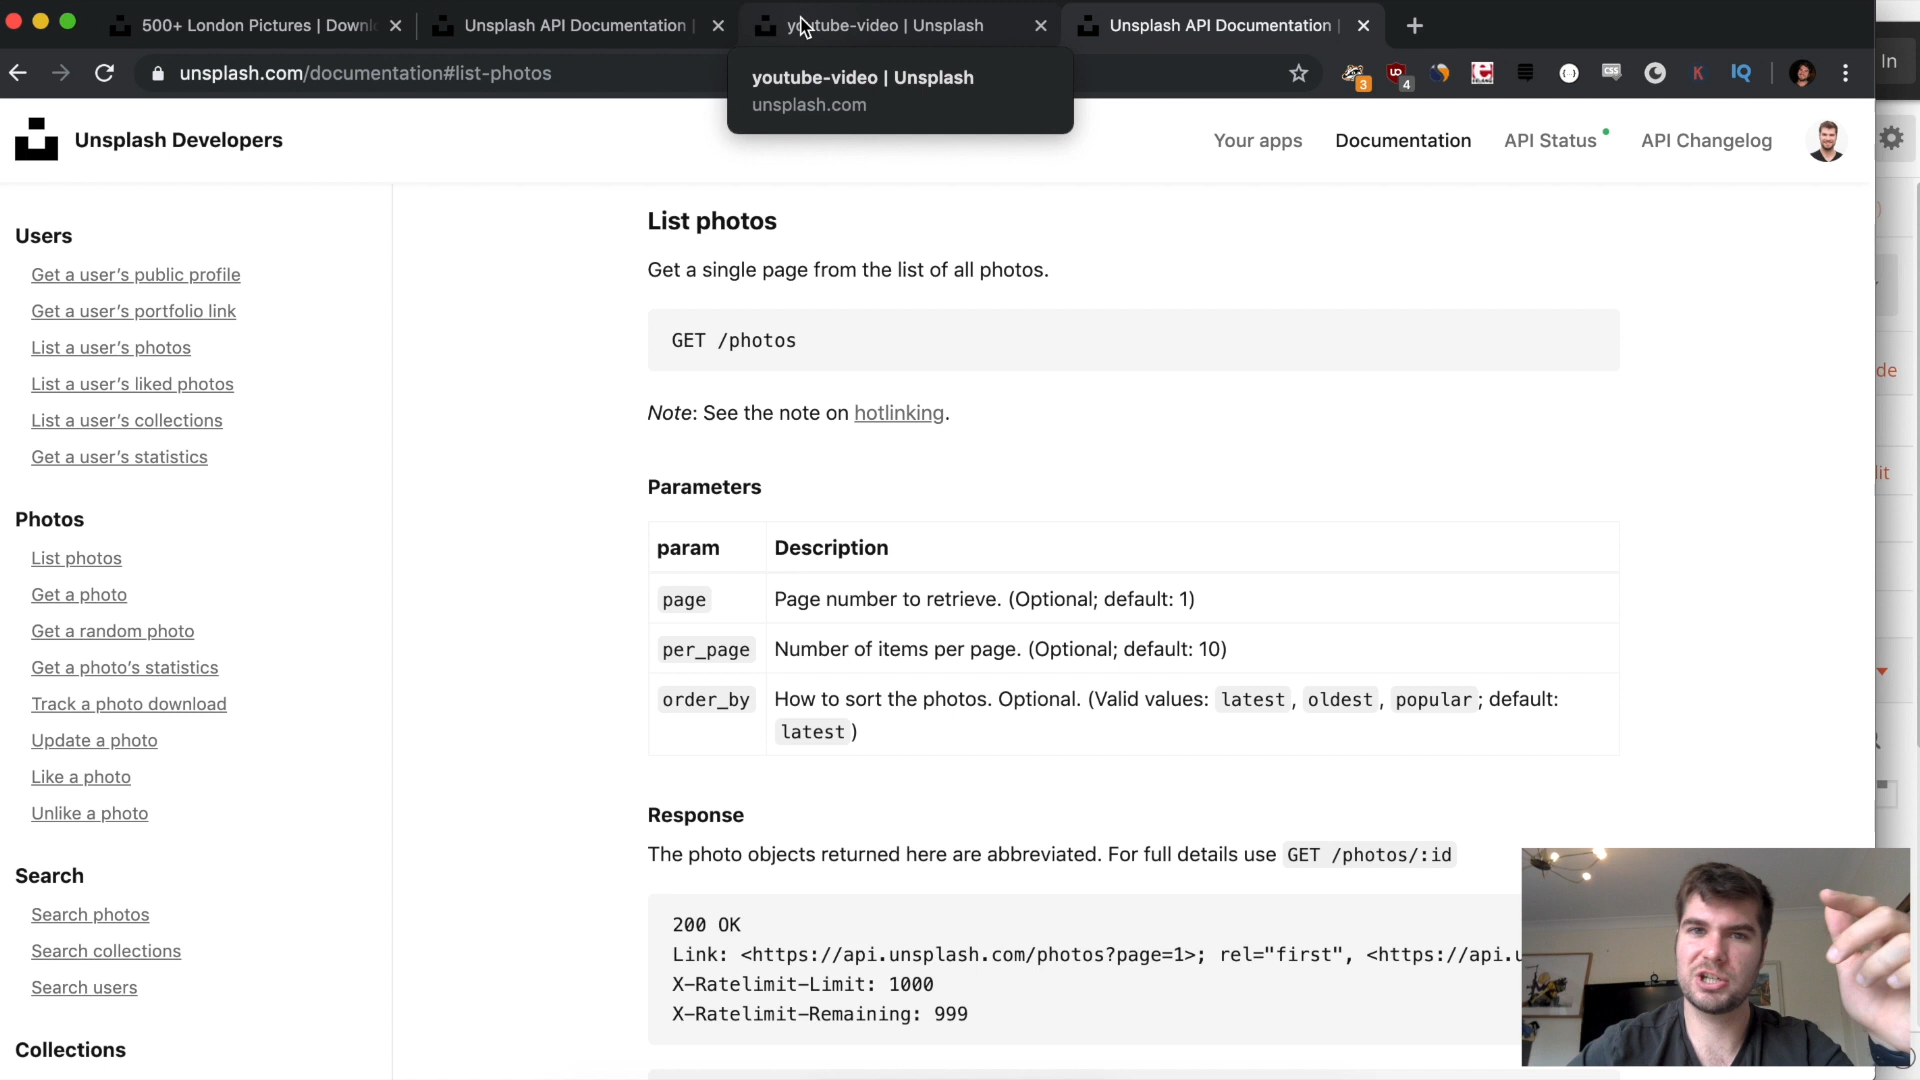 500+ London Pictures | Downl
Unsplash API Documentation |
youtube-video | Unsplash
Unsplash API Documentation |
unsplash.com/documentation#list-photos
3
4
CSS
K
IQ
In
youtube-video | Unsplash
unsplash.com
Unsplash Developers
Your apps
Documentation
API Status
API Changelog
Users
Get a user’s public profile
Get a user’s portfolio link
List a user’s photos
List a user’s liked photos
List a user’s collections
Get a user’s statistics
Photos
List photos
Get a photo
Get a random photo
Get a photo’s statistics
Track a photo download
Update a photo
Like a photo
Unlike a photo
Search
Search photos
Search collections
Search users
Collections
List photos
Get a single page from the list of all photos.
GET /photos
Note: See the note on hotlinking.
Parameters
param Description
page Page number to retrieve. (Optional; default: 1)
per_page Number of items per page. (Optional; default: 10)
order_by How to sort the photos. Optional. (Valid values: latest, oldest, popular; default:
latest)
Response
The photo objects returned here are abbreviated. For full details use GET /photos/:id
200 OK
Link: <https://api.unsplash.com/photos?page=1>; rel="first", <https://api.u
X-Ratelimit-Limit: 1000
X-Ratelimit-Remaining: 999
de
lit